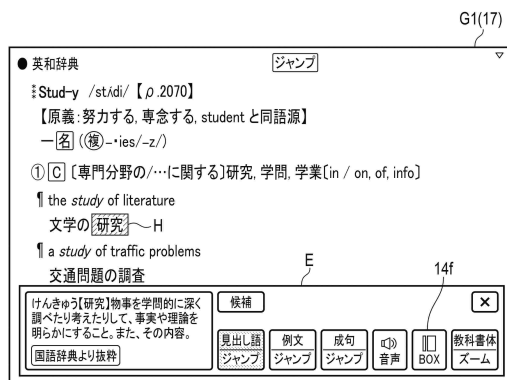 G1(17)
● 英和辞典 ジャンプ ▽
⁑Stud-y /stʌ́di/【ρ.2070】
【原義:努力する, 専念する, student と同語源】
―名 ((複)-・ies/-z/)
① C 〔専門分野の/…に関する〕研究, 学問, 学業〔in / on, of, info〕
¶ the study of literature
文学の研究 H
¶ a study of traffic problems
交通問題の調査
E
14f
けんきゅう【研究】物事を学問的に深く
調べたり考えたりして、事実や理論を
明らかにすること。また、その内容。
国語辞典より抜粋
候補 ×
見出し語 例文 成句 教科書体
ジャンプ ジャンプ ジャンプ 音声 BOX ズーム